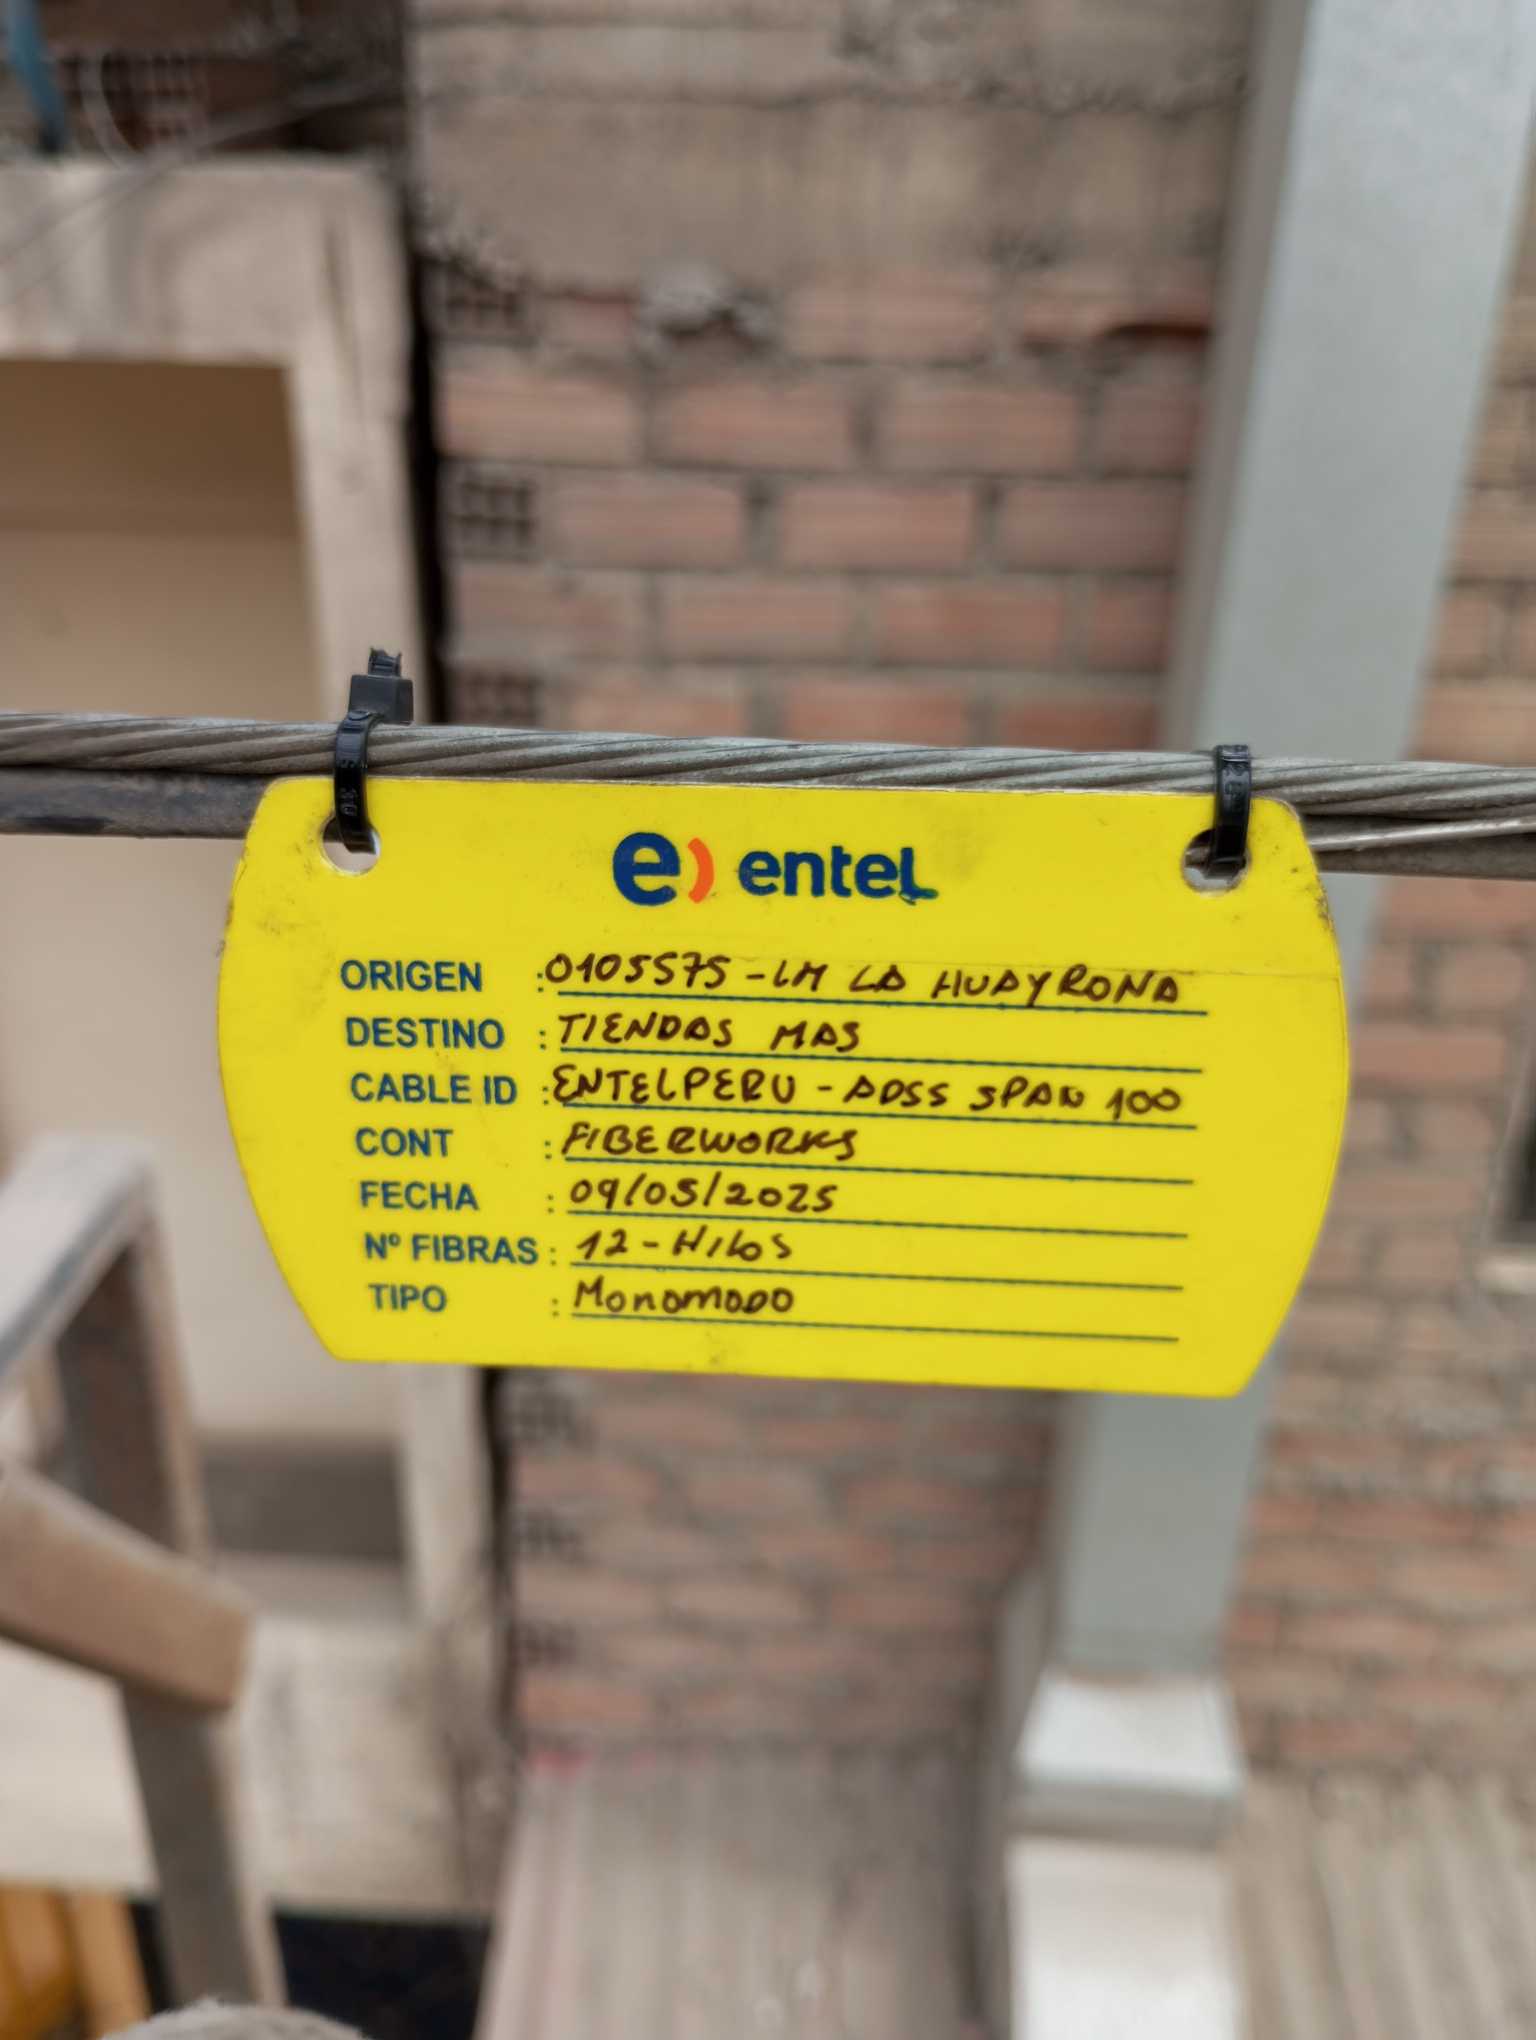 e) entel
ORIGEN : 0105575 - LM LA HUAYRONA
DESTINO : TIENDAS MAS
CABLE ID : ENTELPERU - ADSS SPAN 100
CONT : FIBERWORKS
FECHA : 09/05/2025
Nº FIBRAS : 12 - HILOS
TIPO : MONOMODO